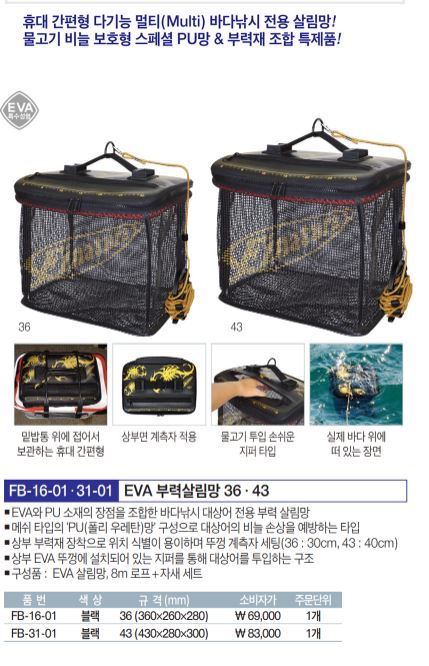 휴대 간편형 다기능 멀티(Multi) 바다낚시 전용 살림망!
물고기 비늘 보호형 스페셜 PU망 & 부력재 조합 특제품!
EVA
특수성형
36
43
밑밥통 위에 접어서
보관하는 휴대 간편형
상부면 계측자 적용
물고기 투입 손쉬운
지퍼 타입
실제 바다 위에
떠 있는 장면
FB-16-01·31-01 EVA 부력살림망 36·43
■ EVA와 PU 소재의 장점을 조합한 바다낚시 대상어 전용 부력 살림망
■ 메쉬 타입의 'PU(폴리 우레탄)망' 구성으로 대상어의 비늘 손상을 예방하는 타입
■ 상부 부력재 장착으로 위치 식별이 용이하며 뚜껑 계측자 세팅(36 : 30cm, 43 : 40cm)
■ 상부 EVA 뚜껑에 설치되어 있는 지퍼를 통해 대상어를 투입하는 구조
■ 구성품 : EVA 살림망, 8m 로프+자새 세트
품 번 색 상 규 격 (mm) 소비자가 주문단위
FB-16-01 블랙 36 (360×260×280) ₩ 69,000 1개
FB-31-01 블랙 43 (430×280×300) ₩ 83,000 1개